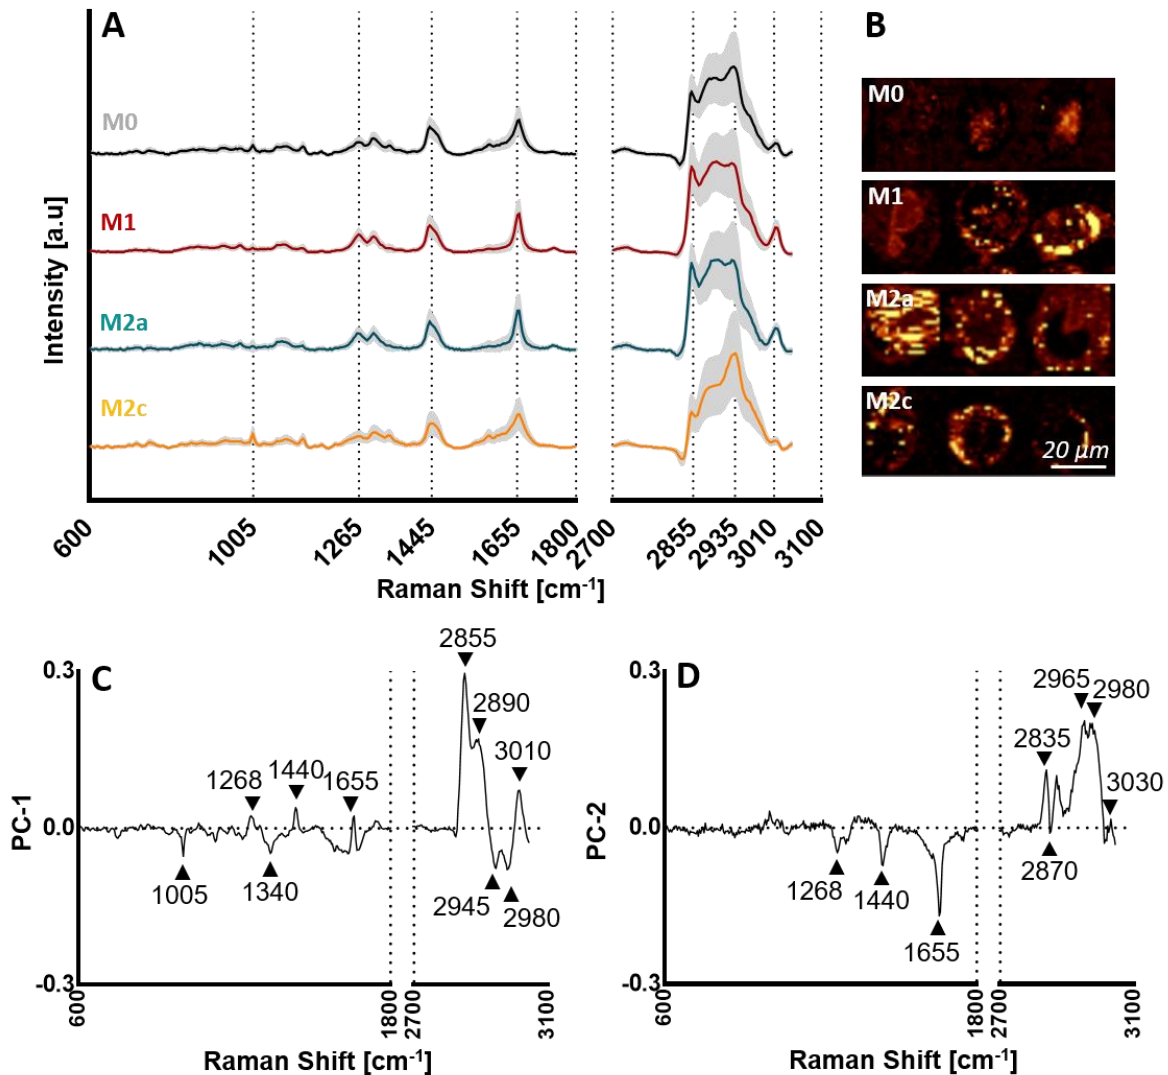 A
B
M0
M1
M2a
M2c
Intensity [a.u]
600
1005
1265
1445
1655
1800
2700
2855
2935
3010
3100
Raman Shift [cm-1]
M0
M1
M2a
M2c
20 µm
C
0.3
0.0
-0.3
PC-1
2855
2890
3010
1268
1440
1655
1005
1340
2945
2980
600
1800
2700
3100
Raman Shift [cm-1]
D
0.3
0.0
-0.3
PC-2
2965
2980
2835
3030
1268
1440
1655
2870
600
1800
2700
3100
Raman Shift [cm-1]